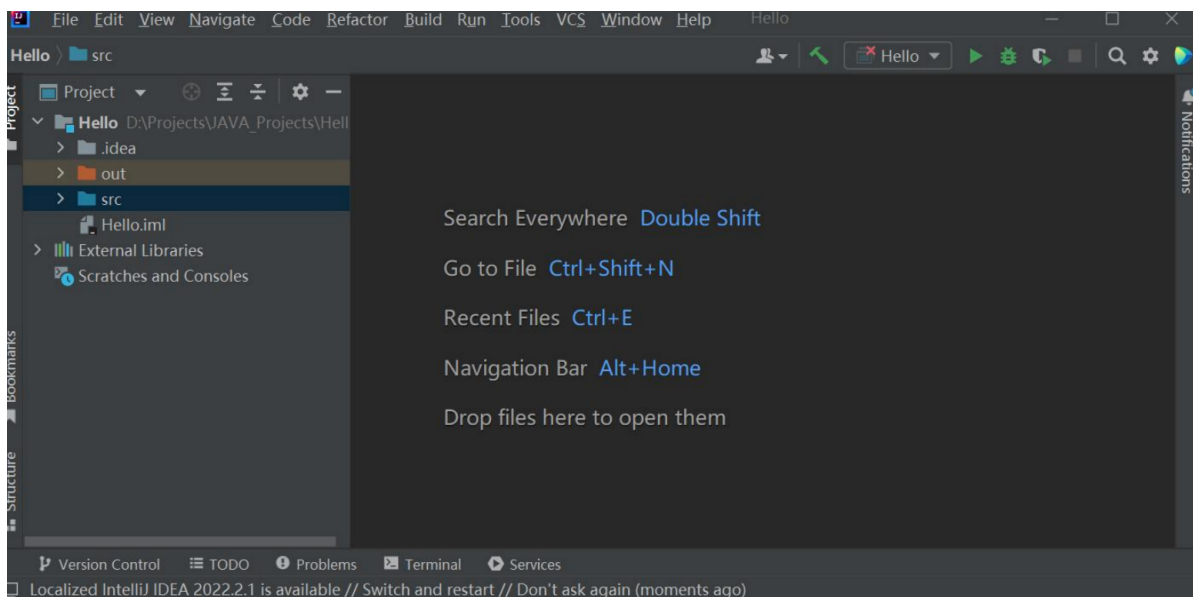 File Edit View Navigate Code Refactor Build Run Tools VCS Window Help Hello
Hello src
Hello
Project
Project
Hello D:\Projects\JAVA_Projects\Hell
.idea
out
src
Hello.iml
External Libraries
Scratches and Consoles
Search Everywhere Double Shift
Go to File Ctrl+Shift+N
Recent Files Ctrl+E
Navigation Bar Alt+Home
Drop files here to open them
Notifications
Bookmarks
Structure
Version Control TODO Problems Terminal Services
Localized IntelliJ IDEA 2022.2.1 is available // Switch and restart // Don't ask again (moments ago)